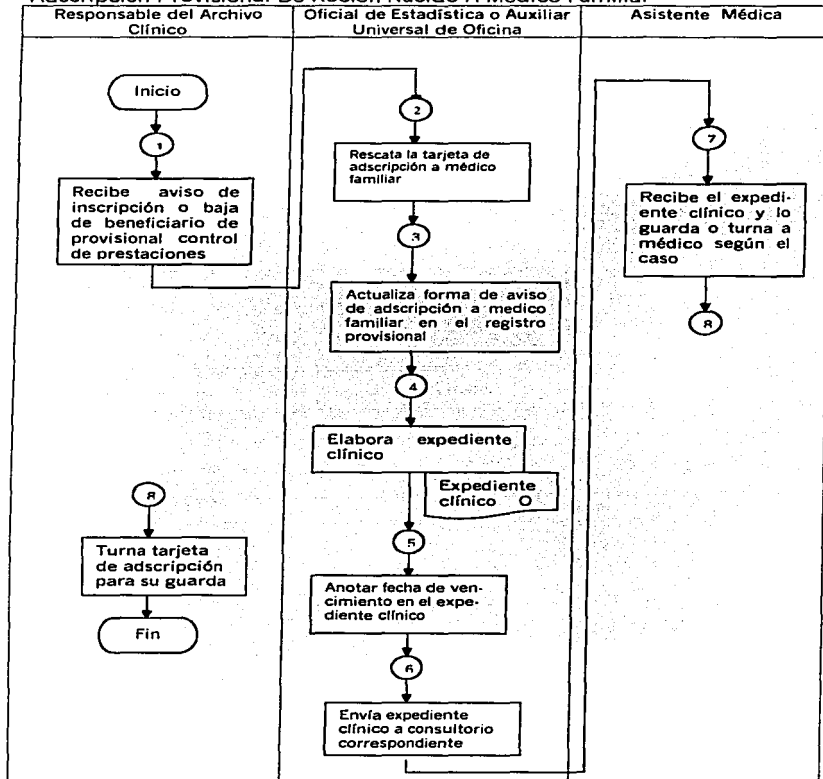 Adscripción Provisional De Recién Nacido A Médico Familiar
Responsable del Archivo
Clínico
Oficial de Estadística o Auxiliar
Universal de Oficina
Asistente Médica
Inicio
1
Recibe aviso de
inscripción o baja
de beneficiario de
provisional control
de prestaciones
8
Turna tarjeta
de adscripción
para su guarda
Fin
2
Rescata la tarjeta de
adscripción a médico
familiar
3
Actualiza forma de aviso
de adscripción a medico
familiar en el registro
provisional
4
Elabora expediente
clínico
Expediente
clínico O
5
Anotar fecha de ven-
cimiento en el expe-
diente clínico
6
Envía expediente
clínico a consultorio
correspondiente
7
Recibe el expedi-
ente clínico y lo
guarda o turna a
médico según el
caso
8